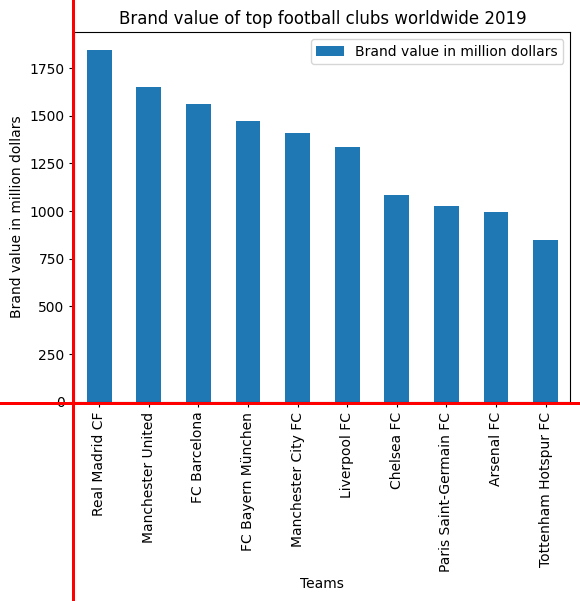 Brand value of top football clubs worldwide 2019
Brand value in million dollars
Brand value in million dollars
1750
1500
1250
1000
750
500
250
0
Real Madrid CF
Manchester United
FC Barcelona
FC Bayern München
Manchester City FC
Liverpool FC
Chelsea FC
Paris Saint-Germain FC
Arsenal FC
Tottenham Hotspur FC
Teams